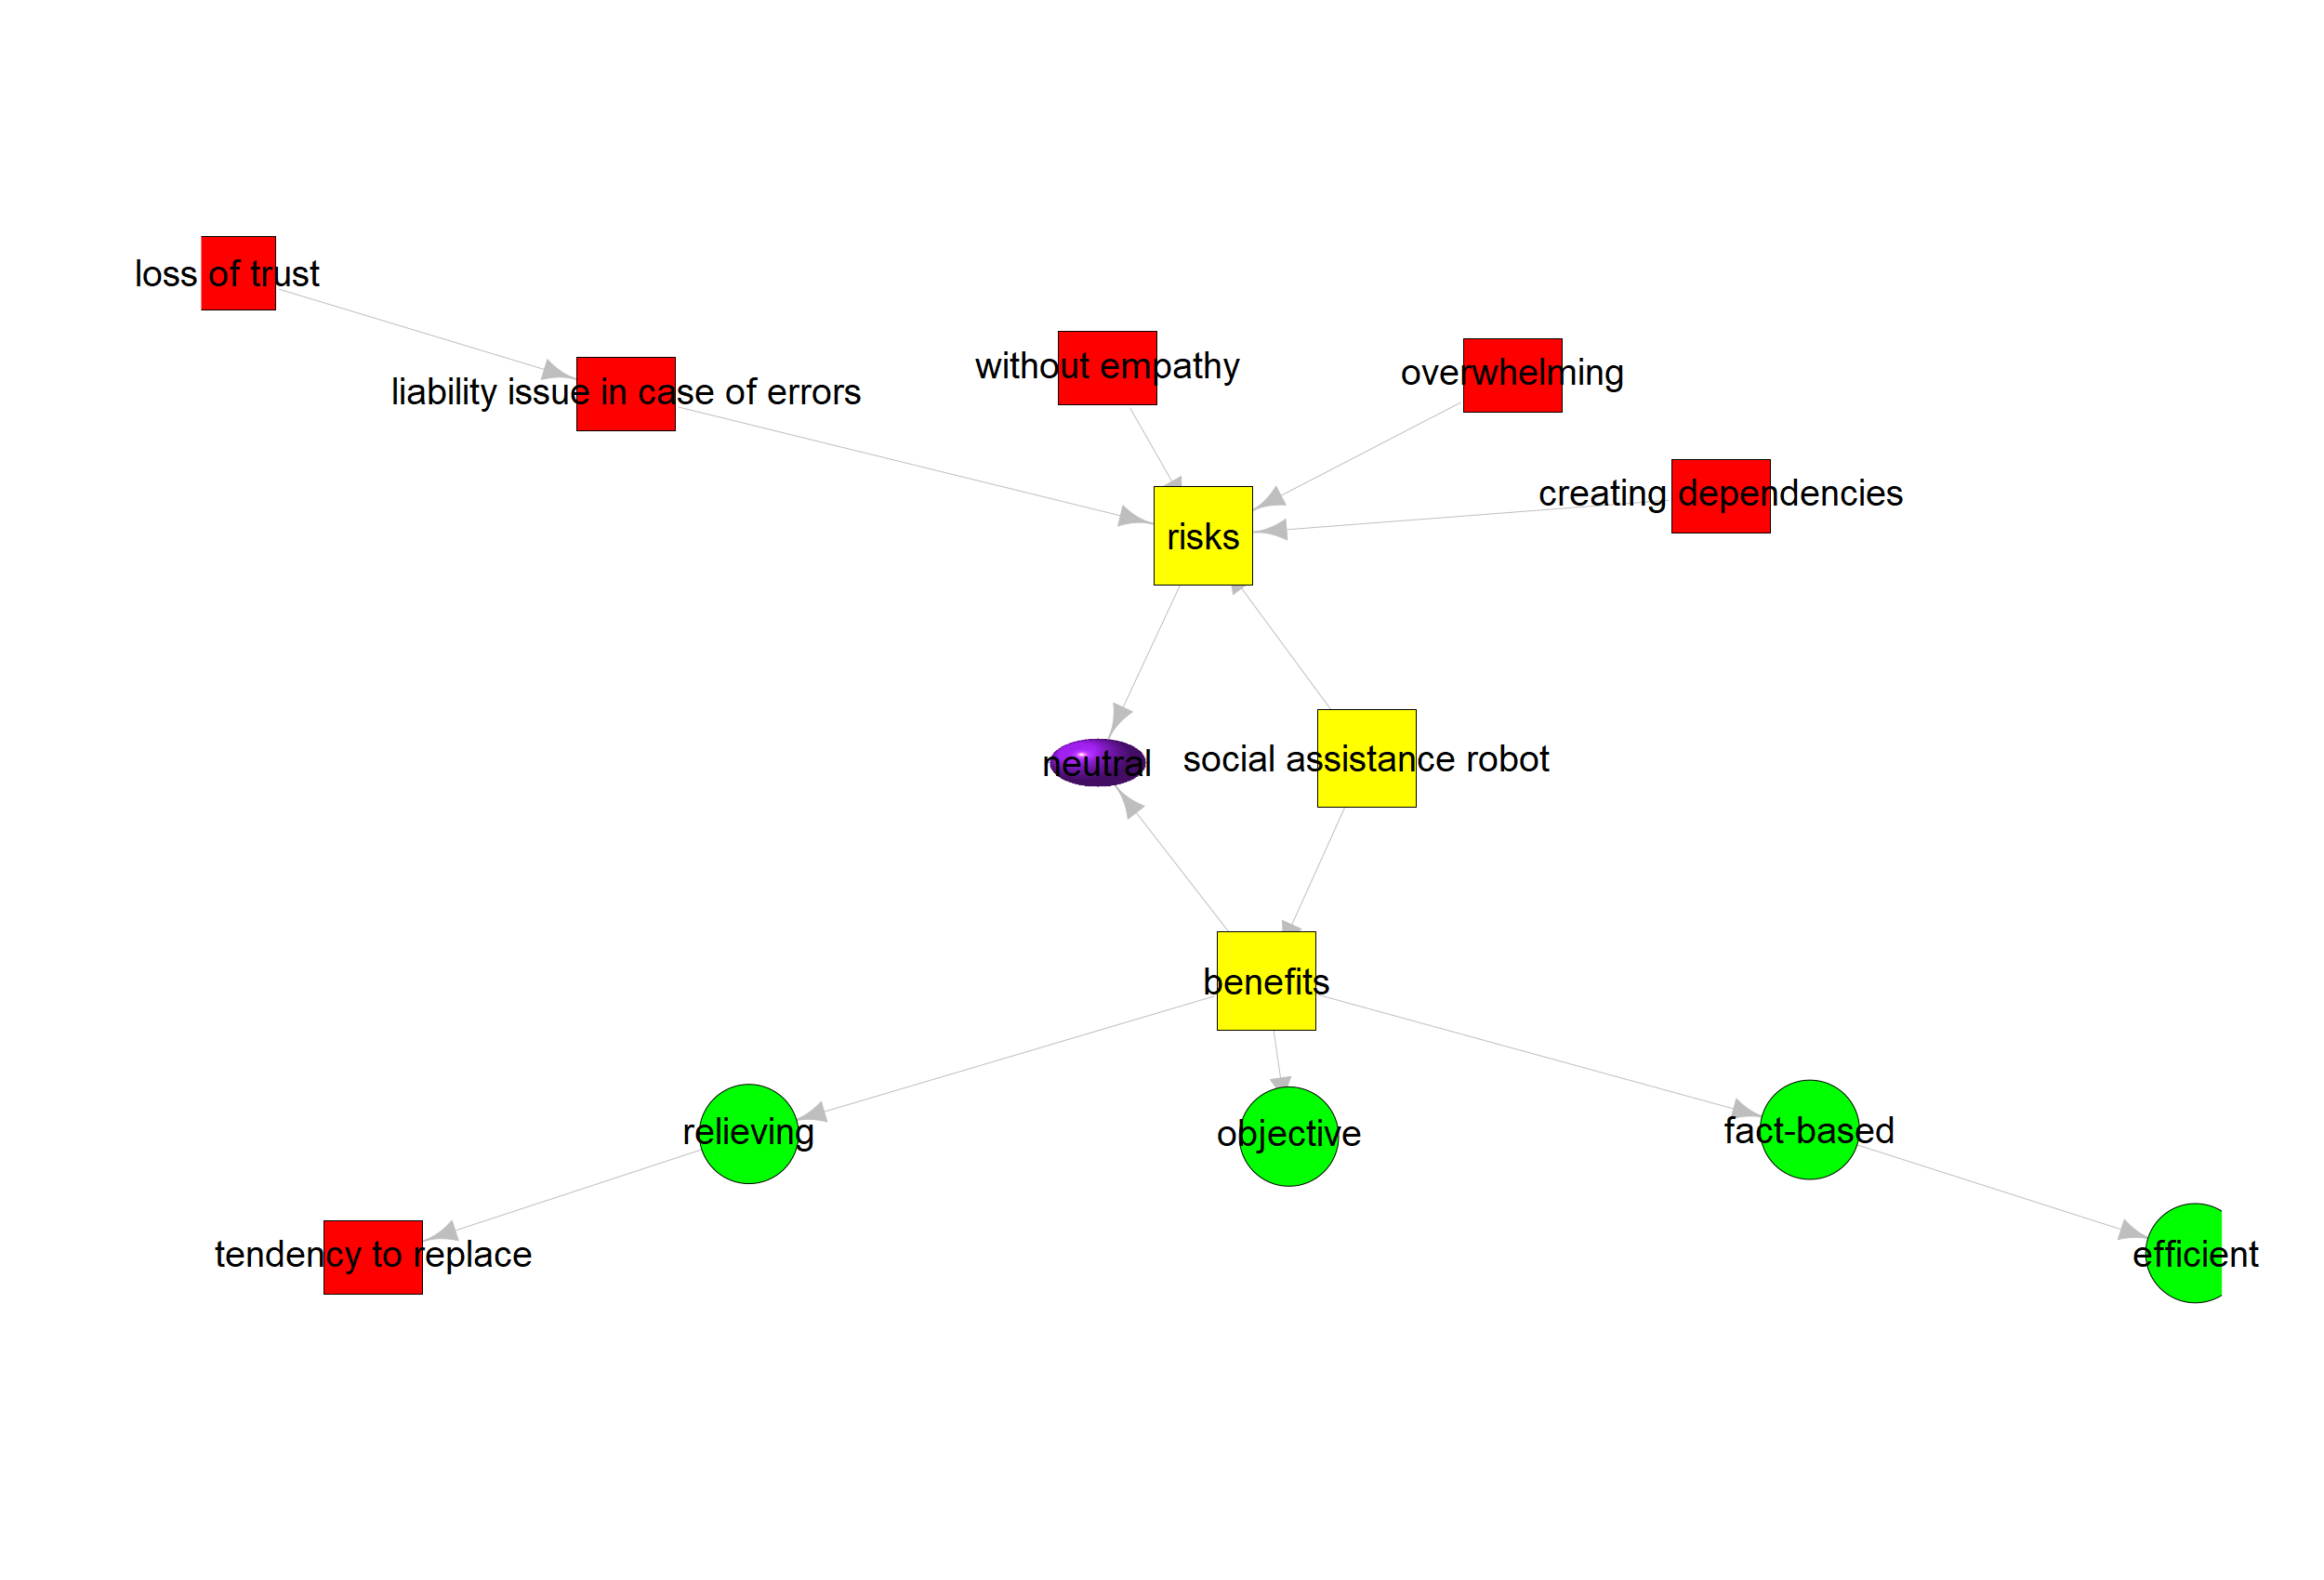 loss of trust
without empathy
overwhelming
liability issue in case of errors
creating dependencies
risks
neutral
social assistance robot
benefits
relieving
objective
fact-based
tendency to replace
efficient